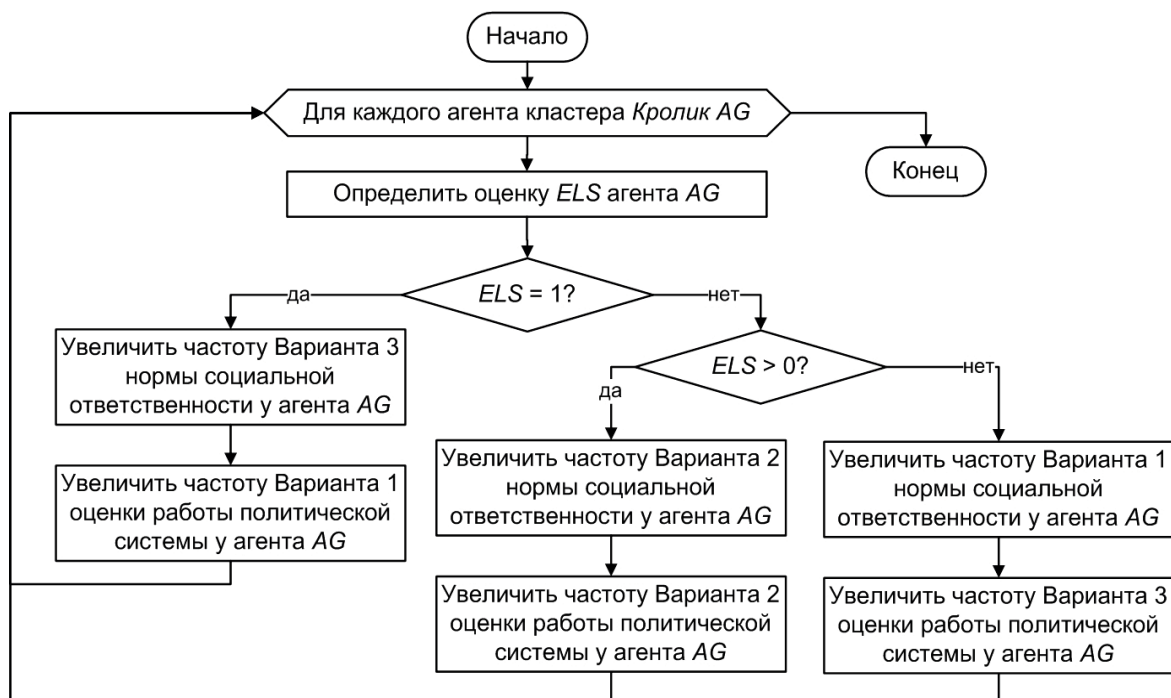 Начало
Для каждого агента кластера Кролик AG
Конец
Определить оценку ELS агента AG
ELS = 1?
да
нет
Увеличить частоту Варианта 3
нормы социальной
ответственности у агента AG
ELS > 0?
да
нет
Увеличить частоту Варианта 1
оценки работы политической
системы у агента AG
Увеличить частоту Варианта 2
нормы социальной
ответственности у агента AG
Увеличить частоту Варианта 1
нормы социальной
ответственности у агента AG
Увеличить частоту Варианта 2
оценки работы политической
системы у агента AG
Увеличить частоту Варианта 3
оценки работы политической
системы у агента AG